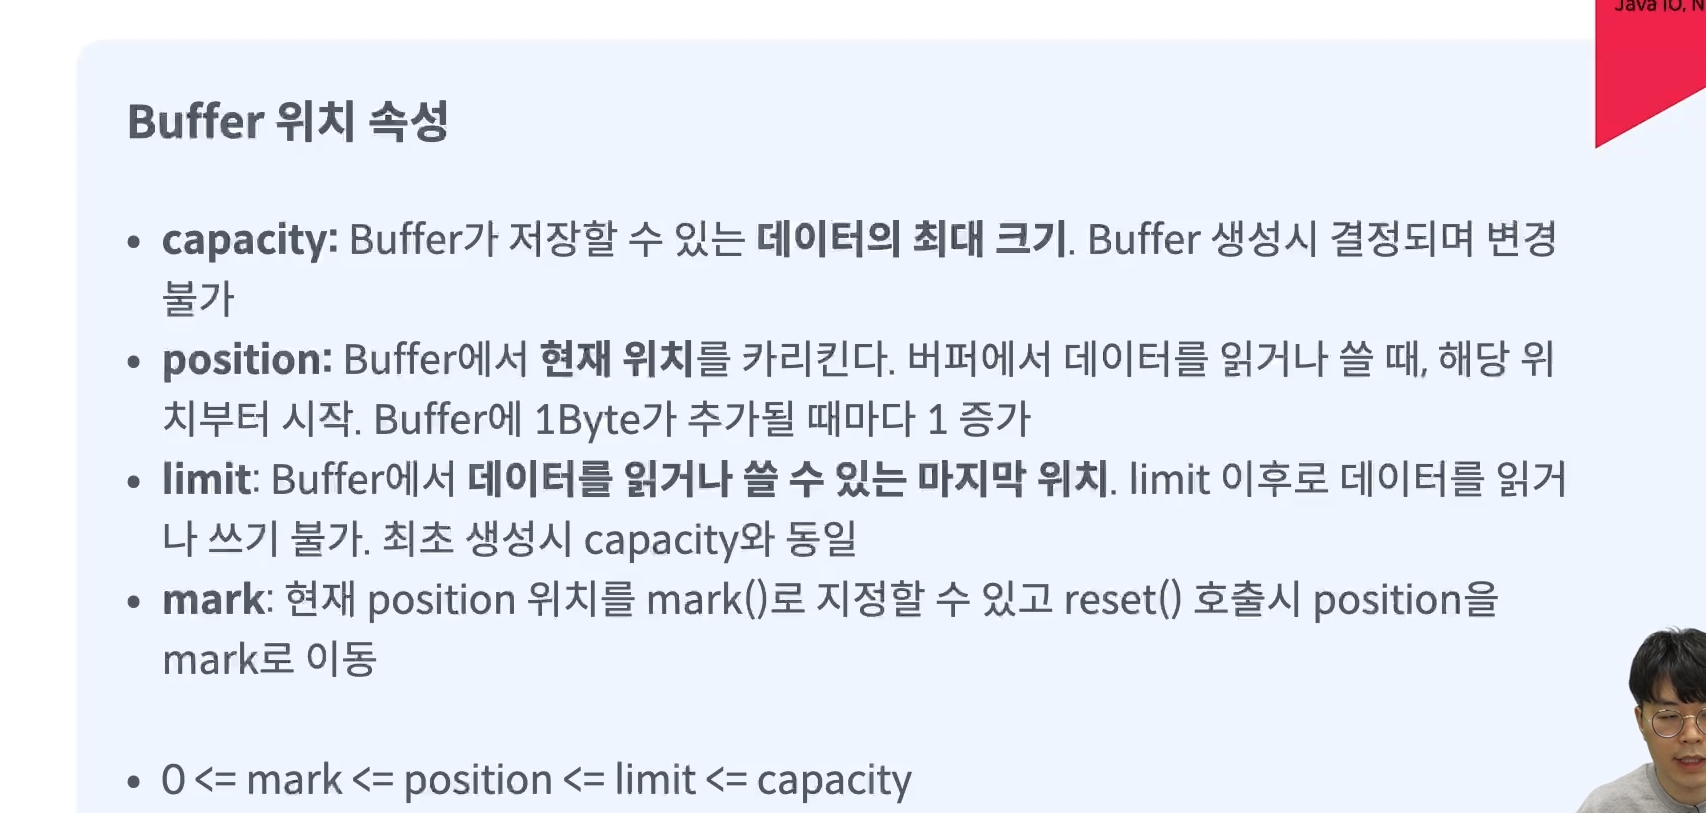 Java IO, N
Buffer 위치 속성
• capacity: Buffer가 저장할 수 있는 데이터의 최대 크기. Buffer 생성시 결정되며 변경
불가
• position: Buffer에서 현재 위치를 카리킨다. 버퍼에서 데이터를 읽거나 쓸 때, 해당 위
치부터 시작. Buffer에 1Byte가 추가될 때마다 1 증가
• limit: Buffer에서 데이터를 읽거나 쓸 수 있는 마지막 위치. limit 이후로 데이터를 읽거
나 쓰기 불가. 최초 생성시 capacity와 동일
• mark: 현재 position 위치를 mark()로 지정할 수 있고 reset() 호출시 position을
mark로 이동
• 0 <= mark <= position <= limit <= capacity